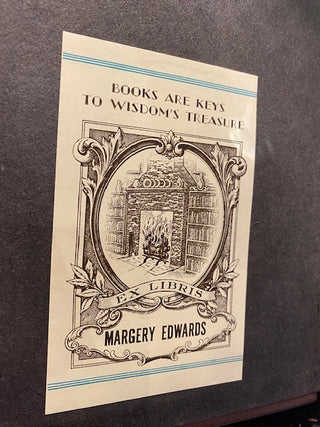 BOOKS ARE KEYS
TO WISDOM'S TREASURE
EX LIBRIS
MARGERY EDWARDS